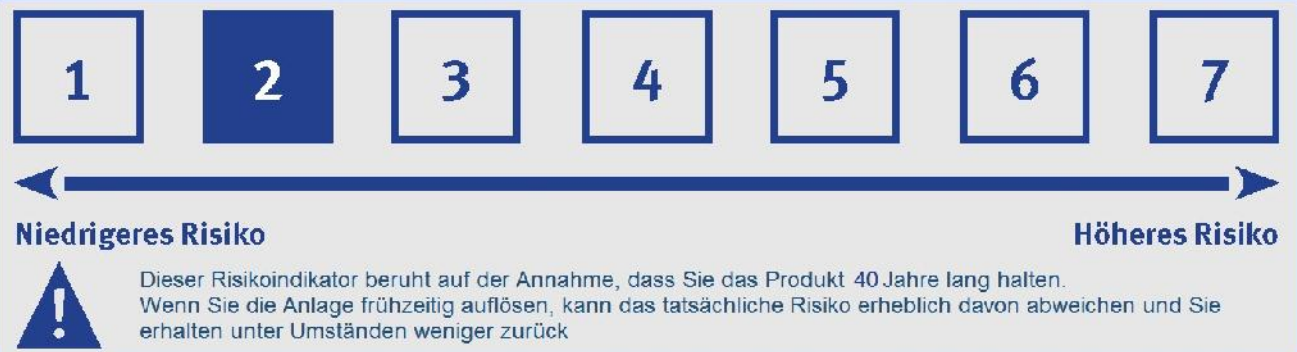 1 2 3 4 5 6 7
Niedrigeres Risiko Höheres Risiko
Dieser Risikoindikator beruht auf der Annahme, dass Sie das Produkt 40 Jahre lang halten.
Wenn Sie die Anlage frühzeitig auflösen, kann das tatsächliche Risiko erheblich davon abweichen und Sie
erhalten unter Umständen weniger zurück